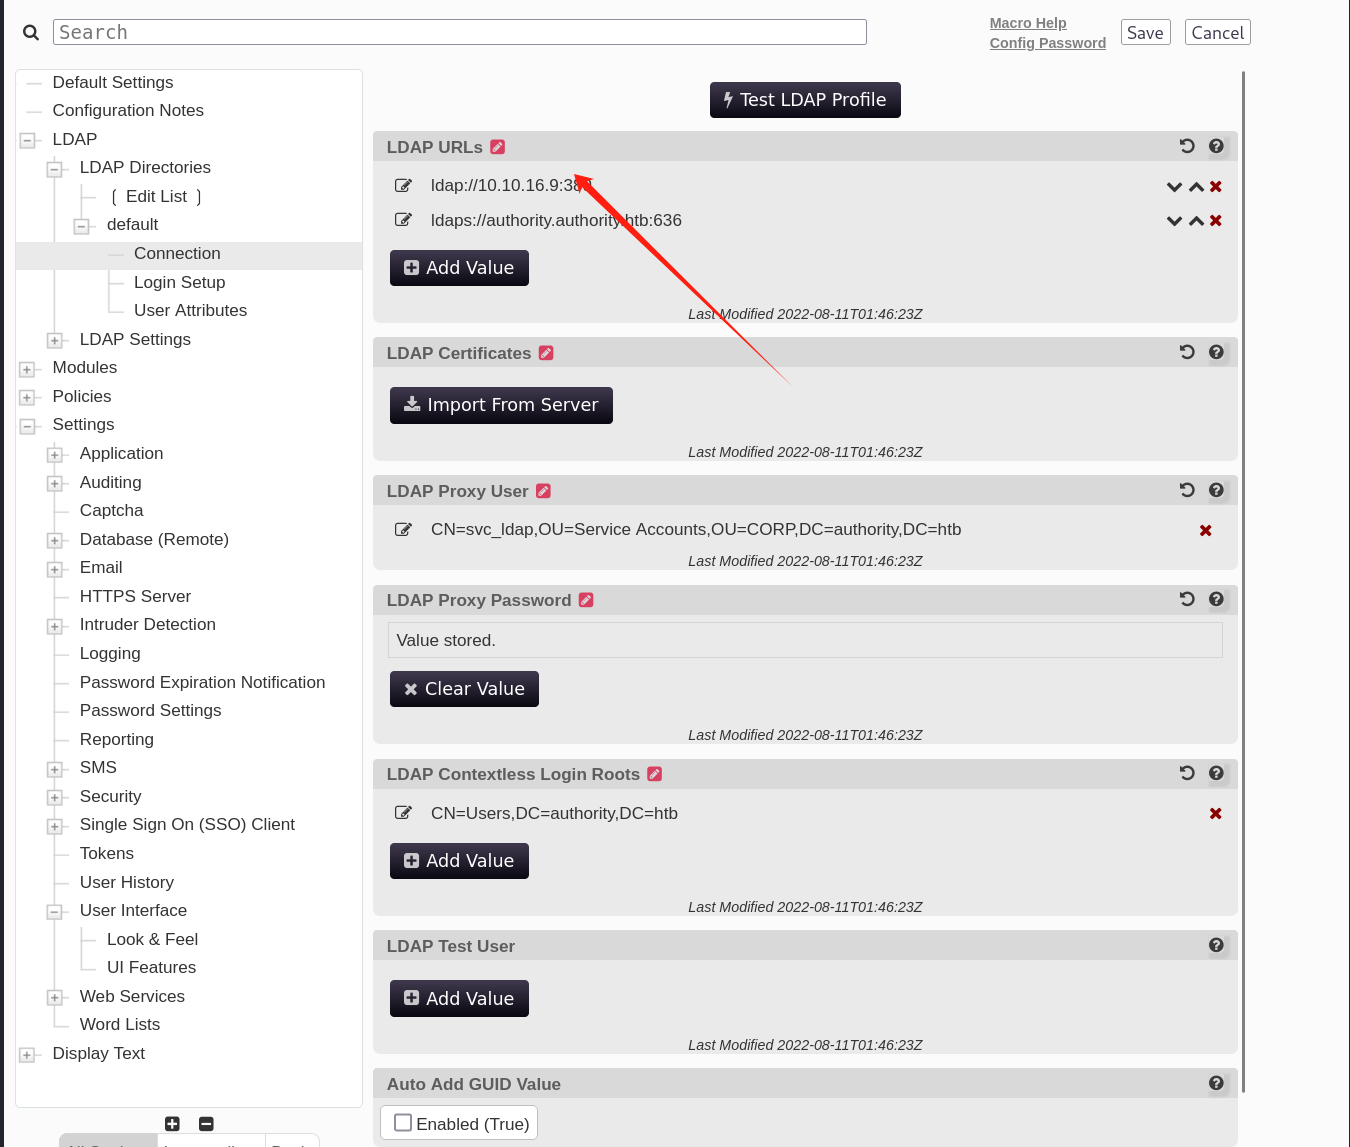 Search
Macro Help
Config Password
Save
Cancel
Default Settings
Configuration Notes
LDAP
LDAP Directories
[ Edit List ]
default
Connection
Login Setup
User Attributes
LDAP Settings
Modules
Policies
Settings
Application
Auditing
Captcha
Database (Remote)
Email
HTTPS Server
Intruder Detection
Logging
Password Expiration Notification
Password Settings
Reporting
SMS
Security
Single Sign On (SSO) Client
Tokens
User History
User Interface
Look & Feel
UI Features
Web Services
Word Lists
Display Text
Test LDAP Profile
LDAP URLs
ldap://10.10.16.9:389
ldaps://authority.authority.htb:636
Add Value
Last Modified 2022-08-11T01:46:23Z
LDAP Certificates
Import From Server
Last Modified 2022-08-11T01:46:23Z
LDAP Proxy User
CN=svc_ldap,OU=Service Accounts,OU=CORP,DC=authority,DC=htb
Last Modified 2022-08-11T01:46:23Z
LDAP Proxy Password
Value stored.
Clear Value
Last Modified 2022-08-11T01:46:23Z
LDAP Contextless Login Roots
CN=Users,DC=authority,DC=htb
Add Value
Last Modified 2022-08-11T01:46:23Z
LDAP Test User
Add Value
Last Modified 2022-08-11T01:46:23Z
Auto Add GUID Value
Enabled (True)